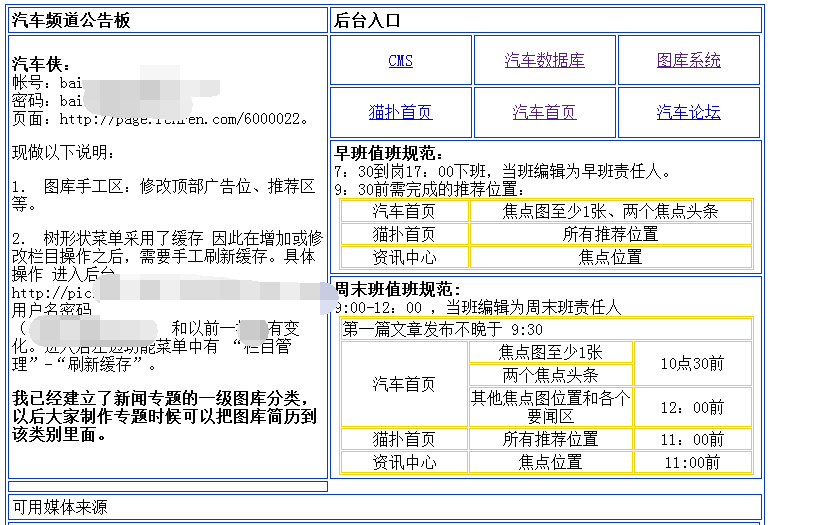 汽车频道公告板
汽车侠：
帐号：bai
密码：bai
页面：http://page.renren.com/6000022。
现做以下说明：
1. 图库手工区：修改顶部广告位、推荐区
等。
2. 树形状菜单采用了缓存 因此在增加或修
改栏目操作之后，需要手工刷新缓存。具体
操作 进入后台
http://pic
用户名密码
（ 和以前一 有变
化。进入后左边功能菜单中有 “栏目管
理”-“刷新缓存”。
我已经建立了新闻专题的一级图库分类，
以后大家制作专题时候可以把图库简历到
该类别里面。
后台入口
CMS 汽车数据库 图库系统
猫扑首页 汽车首页 汽车论坛
早班值班规范：
7：30到岗17：00下班，当班编辑为早班责任人。
9：30前需完成的推荐位置：
汽车首页 焦点图至少1张、两个焦点头条
猫扑首页 所有推荐位置
资讯中心 焦点位置
周末班值班规范：
9:00-12：00 ，当班编辑为周末班责任人
第一篇文章发布不晚于 9:30
汽车首页 焦点图至少1张 10点30前
两个焦点头条
其他焦点图位置和各个
要闻区 12：00前
猫扑首页 所有推荐位置 11：00前
资讯中心 焦点位置 11:00前
可用媒体来源